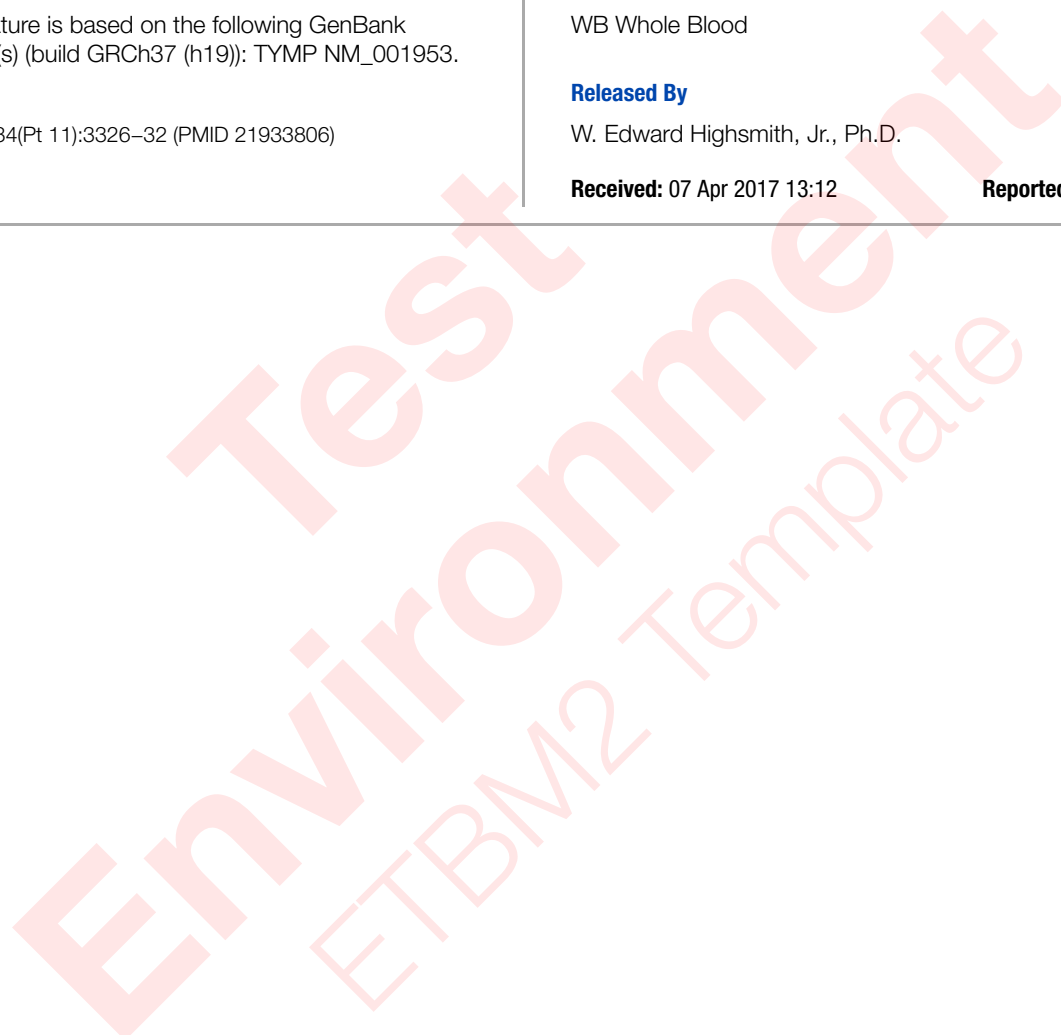 ture is based on the following GenBank
(s) (build GRCh37 (h19)): TYMP NM_001953.
34(Pt 11):3326–32 (PMID 21933806)
WB Whole Blood
Released By
W. Edward Highsmith, Jr., Ph.D.
Received: 07 Apr 2017 13:12 Reported
Test
Environment
ETBM2 Template